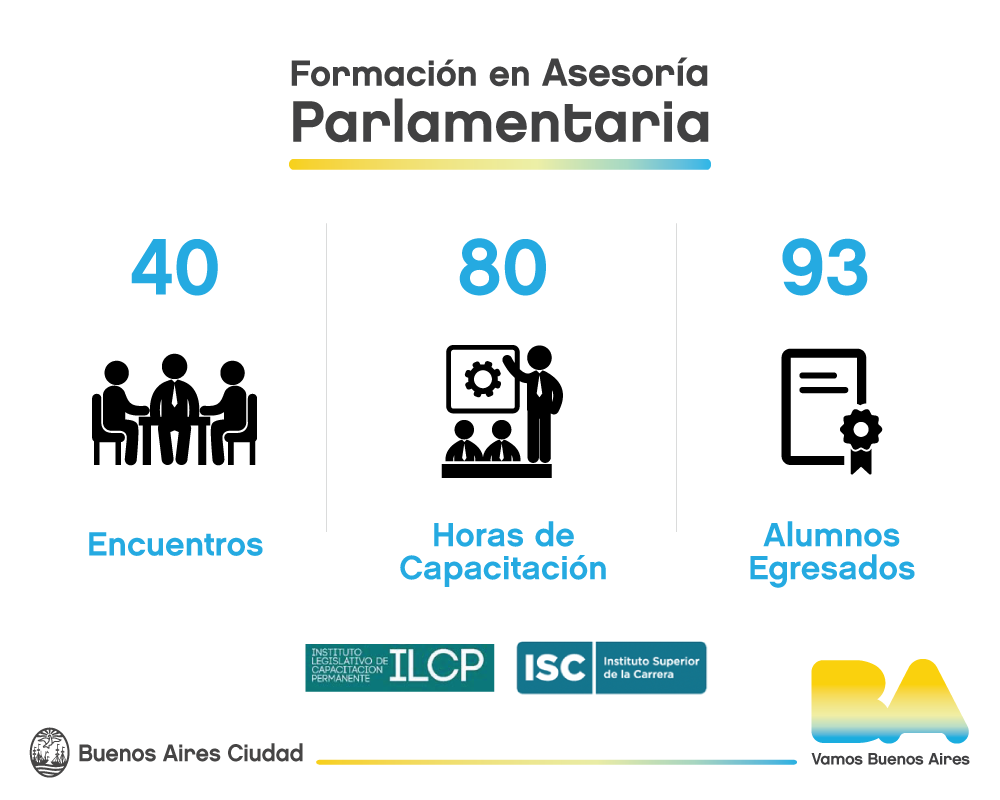 Formación en Asesoría
Parlamentaria
40
80
93
Encuentros
Horas de
Capacitación
Alumnos
Egresados
INSTITUTO
LEGISLATIVO DE
CAPACITACION
PERMANENTE
ILCP
ISC
Instituto Superior
de la Carrera
BA
Buenos Aires Ciudad
Vamos Buenos Aires